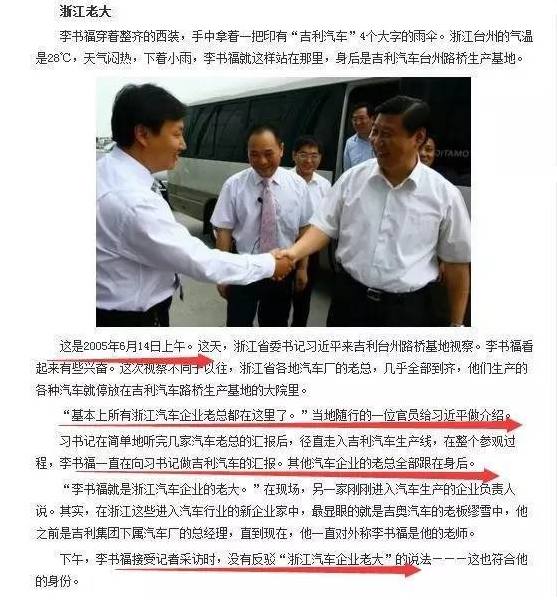 浙江老大
李书福穿着整齐的西装，手中拿着一把印有“吉利汽车”4个大字的雨伞。浙江台州的气温
是28℃，天气闷热，下着小雨，李书福就这样站在那里，身后是吉利汽车台州路桥生产基地。
OMATIC
这是2005年6月14日上午。这天，浙江省委书记习近平来吉利台州路桥基地视察。李书福看
起来有些兴奋。这次视察不同于以往，浙江省各地汽车厂的老总，几乎全部到齐，他们生产的
各种汽车就停放在吉利汽车路桥生产基地的大院里。
“基本上所有浙江汽车企业老总都在这里了。”当地随行的一位官员给习近平做介绍。
习书记在简单地听完几家汽车老总的汇报后，径直走入吉利汽车生产线，在整个参观过
程，李书福一直在向习书记做吉利汽车的汇报。其他汽车企业的老总全部跟在身后。
“李书福就是浙江汽车企业的老大。”在现场，另一家刚刚进入汽车生产的企业负责人
说。其实，在浙江这些进入汽车行业的新企业家中，最显眼的就是吉奥汽车的老板缪雪中，他
之前是吉利集团下属汽车厂的总经理，直到现在，他一直对外称李书福是他的老师。
下午，李书福接受记者采访时，没有反驳“浙江汽车企业老大”的说法———这也符合他
的身份。